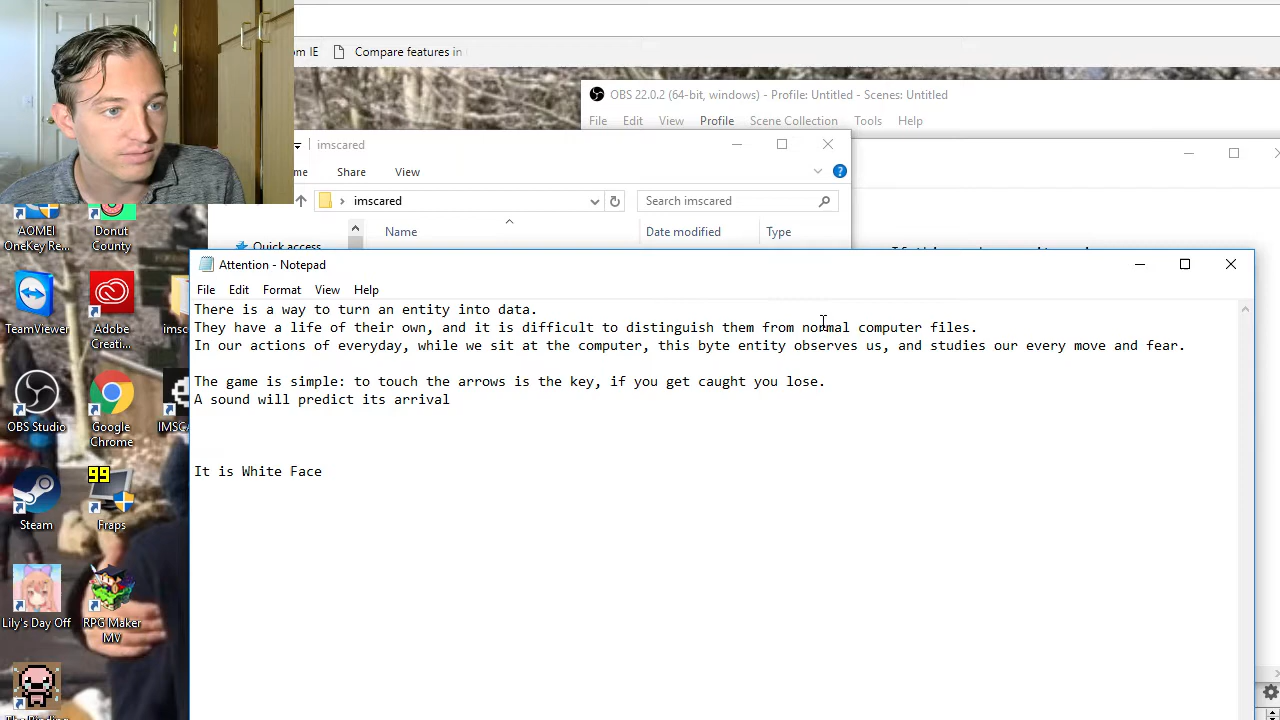 om IE
Compare features in
OBS 22.0.2 (64-bit, windows) - Profile: Untitled - Scenes: Untitled
File Edit View Profile Scene Collection Tools Help
imscared
Share View
imscared
Search imscared
Name Date modified Type
Quick access
Attention - Notepad
File Edit Format View Help
There is a way to turn an entity into data.
They have a life of their own, and it is difficult to distinguish them from normal computer files.
In our actions of everyday, while we sit at the computer, this byte entity observes us, and studies our every move and fear.
The game is simple: to touch the arrows is the key, if you get caught you lose.
A sound will predict its arrival
It is White Face
AOMEI
OneKey Re...
Donut
County
TeamViewer
Adobe
Creati...
imsc
OBS Studio
Google
Chrome
IMSCA
99
Steam
Fraps
Lily's Day Off
RPG Maker
MV